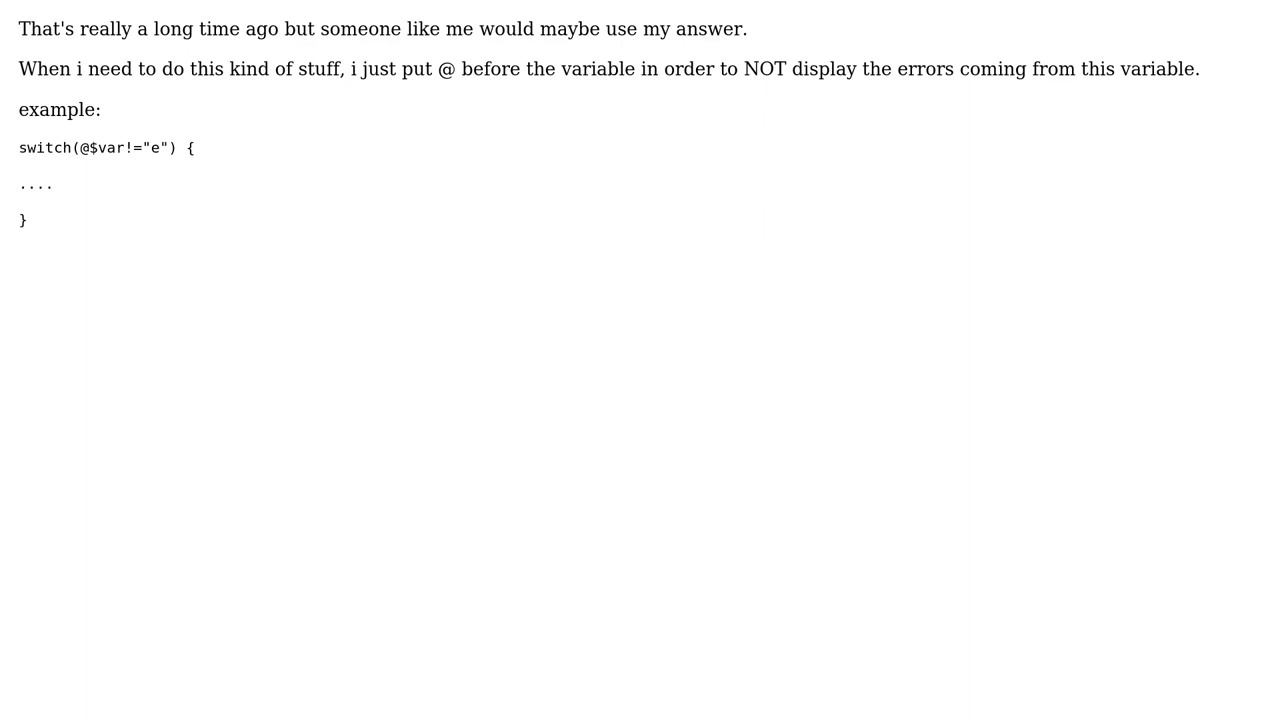 That's really a long time ago but someone like me would maybe use my answer.
When i need to do this kind of stuff, i just put @ before the variable in order to NOT display the errors coming from this variable.
example:
switch(@$var!="e") {
....
}